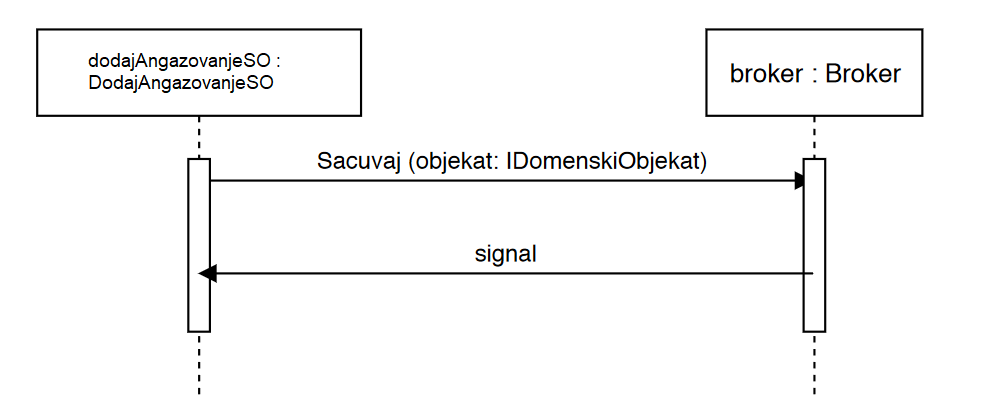 dodajAngazovanjeSO :
DodajAngazovanjeSO
broker : Broker
Sacuvaj (objekat: IDomenskiObjekat)
signal